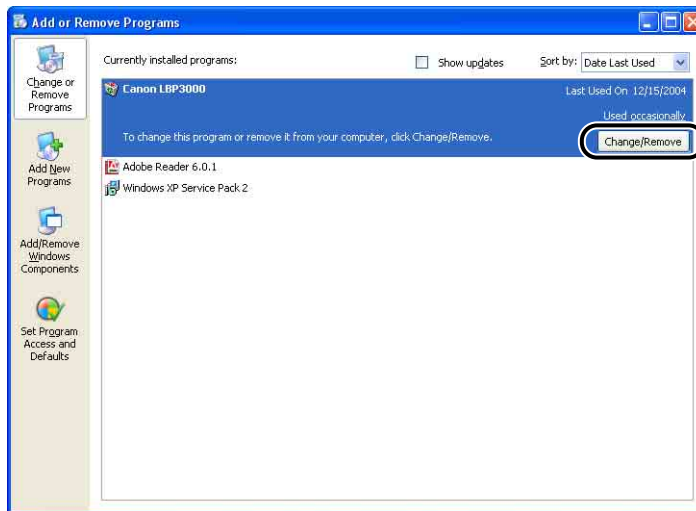 Add or Remove Programs
Change or
Remove
Programs
Add New
Programs
Add/Remove
Windows
Components
Set Program
Access and
Defaults
Currently installed programs:
Show updates
Sort by: Date Last Used
Canon LBP3000
Last Used On 12/15/2004
Used occasionally
To change this program or remove it from your computer, click Change/Remove.
Change/Remove
Adobe Reader 6.0.1
Windows XP Service Pack 2